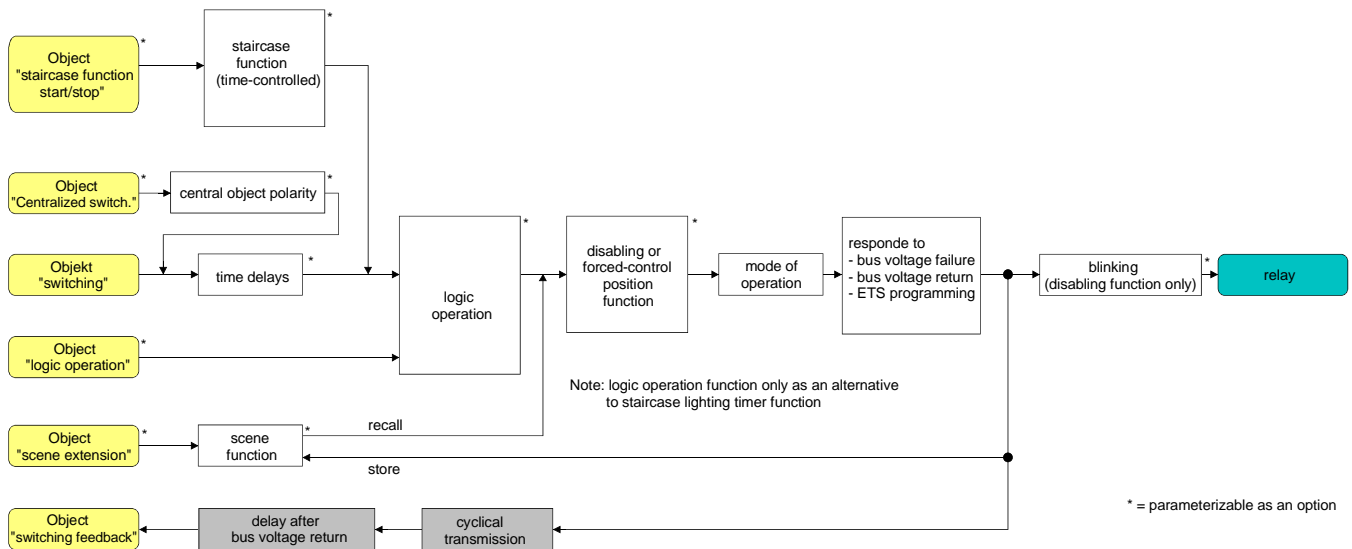 *
*
Object
"staircase function
start/stop"
staircase
function
(time-controlled)
*
*
Object
"Centralized switch."
central object polarity
*
*
*
Objekt
"switching"
time delays
logic
operation
disabling or
forced-control
position
function
mode of
operation
responde to
- bus voltage failure
- bus voltage return
- ETS programming
blinking
(disabling function only)
*
relay
*
Object
"logic operation"
Note: logic operation function only as an alternative
to staircase lighting timer function
*
*
Object
"scene extension"
scene
function
recall
store
Object
"switching feedback"
delay after
bus voltage return
cyclical
transmission
* = parameterizable as an option